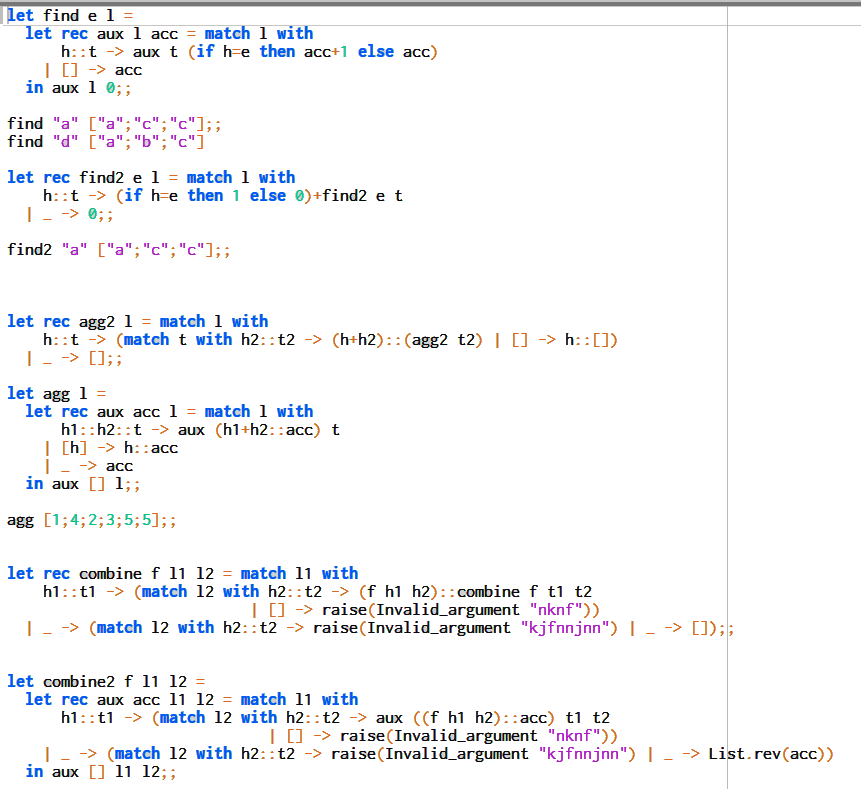 let find e l =
  let rec aux l acc = match l with
      h::t -> aux t (if h=e then acc+1 else acc)
    | [] -> acc
  in aux l 0;;
find "a" ["a";"c";"c"];;
find "d" ["a";"b";"c"]
let rec find2 e l = match l with
    h::t -> (if h=e then 1 else 0)+find2 e t
  | _ -> 0;;
find2 "a" ["a";"c";"c"];;
let rec agg2 l = match l with
    h::t -> (match t with h2::t2 -> (h+h2)::(agg2 t2) | [] -> h::[])
  | _ -> [];;
let agg l =
  let rec aux acc l = match l with
      h1::h2::t -> aux (h1+h2::acc) t
    | [h] -> h::acc
    | _ -> acc
  in aux [] l;;
agg [1;4;2;3;5;5];;
let rec combine f l1 l2 = match l1 with
    h1::t1 -> (match l2 with h2::t2 -> (f h1 h2)::combine f t1 t2
                           | [] -> raise(Invalid_argument "nknf"))
  | _ -> (match l2 with h2::t2 -> raise(Invalid_argument "kjfnnjnn") | _ -> []);;
let combine2 f l1 l2 =
  let rec aux acc l1 l2 = match l1 with
      h1::t1 -> (match l2 with h2::t2 -> aux ((f h1 h2)::acc) t1 t2
                             | [] -> raise(Invalid_argument "nknf"))
    | _ -> (match l2 with h2::t2 -> raise(Invalid_argument "kjfnnjnn") | _ -> List.rev(acc))
  in aux [] l1 l2;;